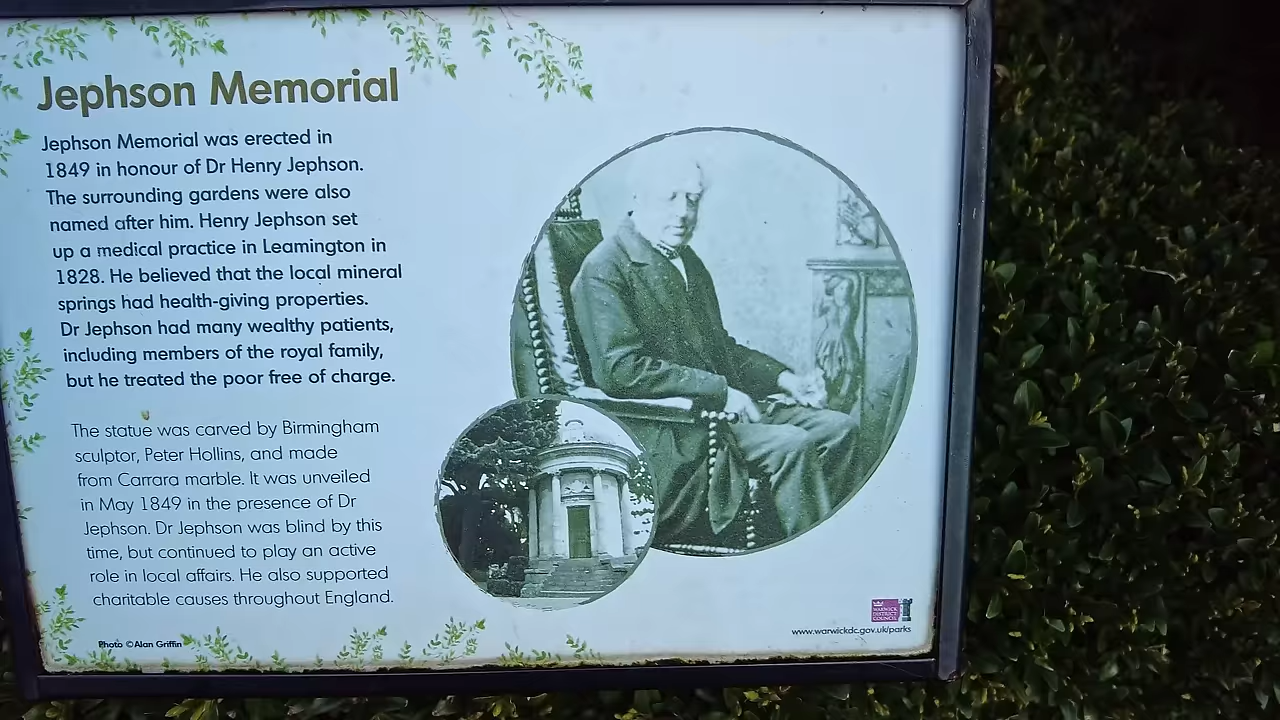 Jephson Memorial
Jephson Memorial was erected in
1849 in honour of Dr Henry Jephson.
The surrounding gardens were also
named after him. Henry Jephson set
up a medical practice in Leamington in
1828. He believed that the local mineral
springs had health-giving properties.
Dr Jephson had many wealthy patients,
including members of the royal family,
but he treated the poor free of charge.
The statue was carved by Birmingham
sculptor, Peter Hollins, and made
from Carrara marble. It was unveiled
in May 1849 in the presence of Dr
Jephson. Dr Jephson was blind by this
time, but continued to play an active
role in local affairs. He also supported
charitable causes throughout England.
Photo ©Alan Griffin
WARWICK
DISTRICT
COUNCIL
www.warwickdc.gov.uk/parks